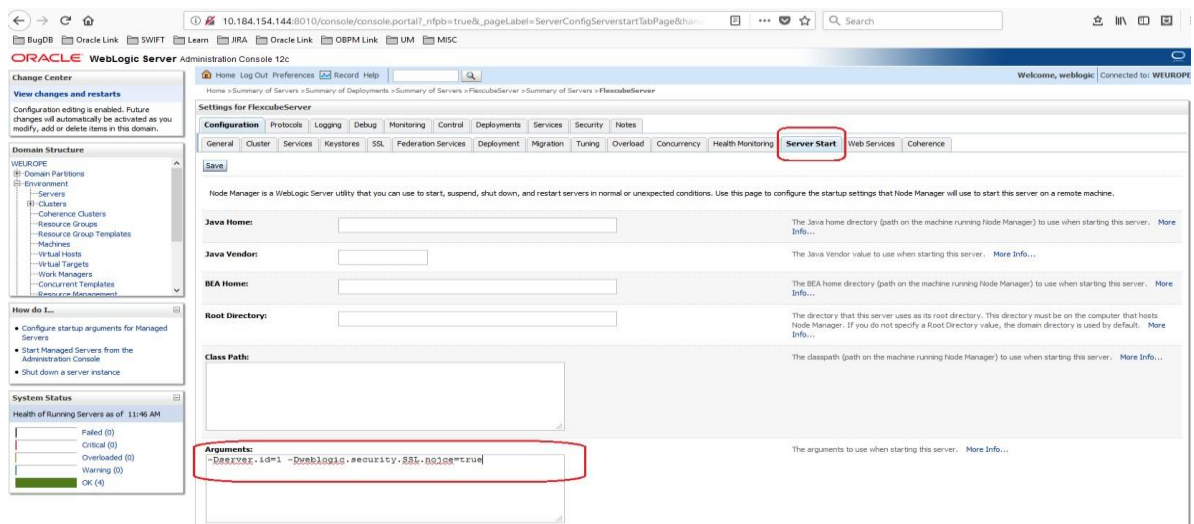 10.184.154.144:8010/console/console.portal?_nfpb=true&_pageLabel=ServerConfigServerstartTabPage&han
Search
BugDB Oracle Link SWIFT Learn JIRA Oracle Link OBPM Link UM MISC
ORACLE WebLogic Server Administration Console 12c
Change Center
View changes and restarts
Configuration editing is enabled. Future
changes will automatically be activated as you
modify, add or delete items in this domain.
Domain Structure
WEUROPE
Domain Partitions
Environment
Servers
Clusters
Coherence Clusters
Resource Groups
Resource Group Templates
Machines
Virtual Hosts
Virtual Targets
Work Managers
Concurrent Templates
Resource Management
How do I...
Configure startup arguments for Managed
Servers
Start Managed Servers from the
Administration Console
Shut down a server instance
System Status
Health of Running Servers as of 11:46 AM
Failed (0)
Critical (0)
Overloaded (0)
Warning (0)
OK (4)
Home Log Out Preferences Record Help
Welcome, weblogic Connected to: WEUROPE
Home >Summary of Servers >Summary of Deployments >Summary of Servers >FlexcubeServer >Summary of Servers >FlexcubeServer
Settings for FlexcubeServer
Configuration Protocols Logging Debug Monitoring Control Deployments Services Security Notes
General Cluster Services Keystores SSL Federation Services Deployment Migration Tuning Overload Concurrency Health Monitoring Server Start Web Services Coherence
Save
Node Manager is a WebLogic Server utility that you can use to start, suspend, shut down, and restart servers in normal or unexpected conditions. Use this page to configure the startup settings that Node Manager will use to start this server on a remote machine.
Java Home:
The Java home directory (path on the machine running Node Manager) to use when starting this server. More
Info...
Java Vendor:
The Java Vendor value to use when starting this server. More Info...
BEA Home:
The BEA home directory (path on the machine running Node Manager) to use when starting this server. More
Info...
Root Directory:
The directory that this server uses as its root directory. This directory must be on the computer that hosts
Node Manager. If you do not specify a Root Directory value, the domain directory is used by default. More
Info...
Class Path:
The classpath (path on the machine running Node Manager) to use when starting this server. More Info...
Arguments:
The arguments to use when starting this server. More Info...
-Dserver.id=1 -Dweblogic.security.SSL.nojce=true